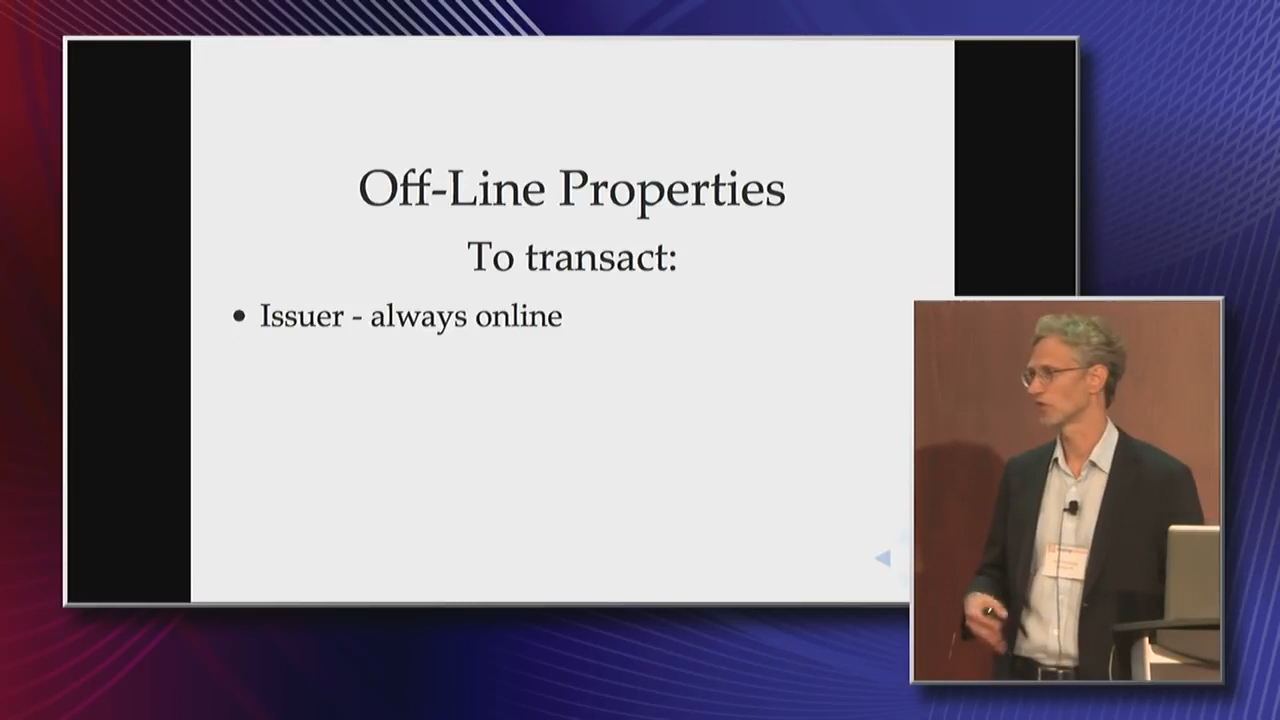 Off-Line Properties
To transact:
• Issuer - always online